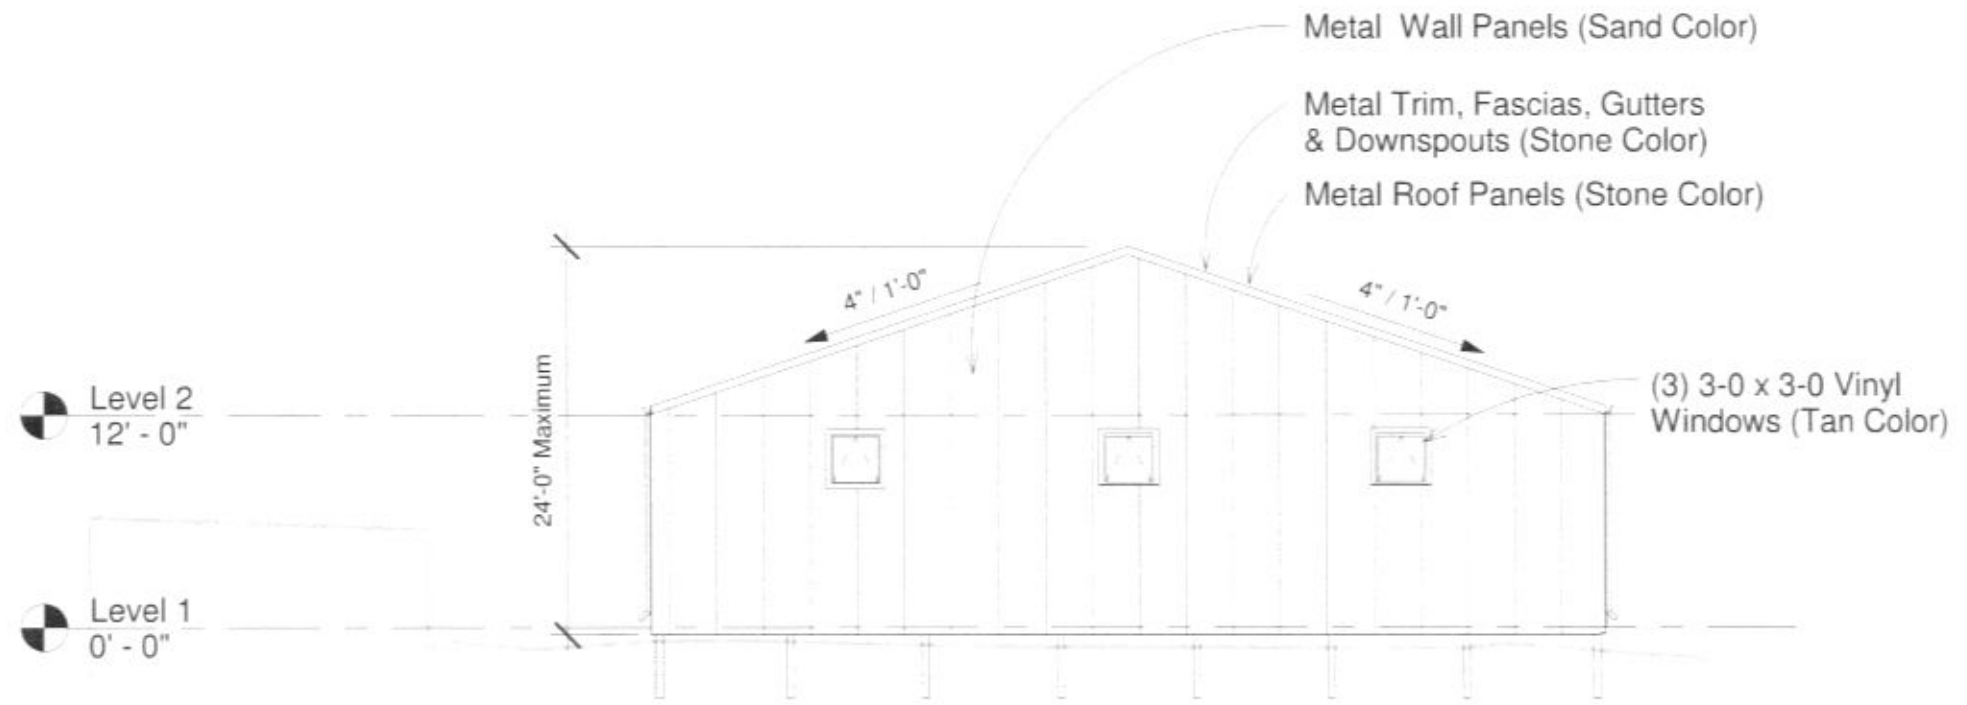 Metal Wall Panels (Sand Color)
Metal Trim, Fascias, Gutters
& Downspouts (Stone Color)
Metal Roof Panels (Stone Color)
4" / 1'-0"
4" / 1'-0"
24'-0" Maximum
(3) 3-0 x 3-0 Vinyl
Windows (Tan Color)
Level 2
12' - 0"
Level 1
0' - 0"